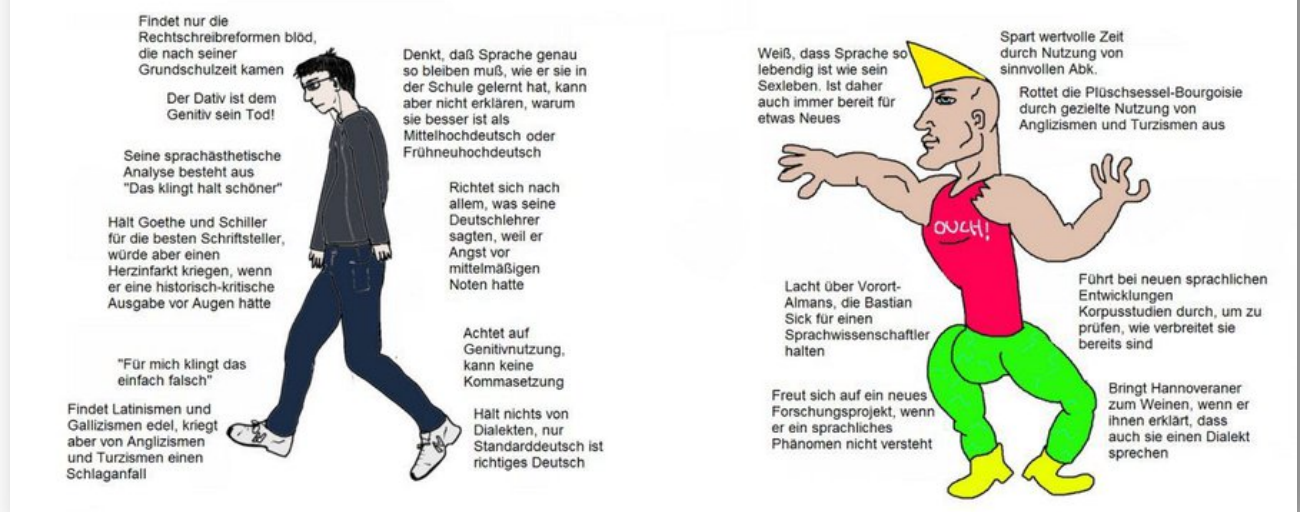 Findet nur die
Rechtschreibreformen blöd,
die nach seiner
Grundschulzeit kamen
Der Dativ ist dem
Genitiv sein Tod!
Seine sprachästhetische
Analyse besteht aus
"Das klingt halt schöner"
Hält Goethe und Schiller
für die besten Schriftsteller,
würde aber einen
Herzinfarkt kriegen, wenn
er eine historisch-kritische
Ausgabe vor Augen hätte
"Für mich klingt das
einfach falsch"
Findet Latinismen und
Gallizismen edel, kriegt
aber von Anglizismen
und Turzismen einen
Schlaganfall
Denkt, daß Sprache genau
so bleiben muß, wie er sie in
der Schule gelernt hat, kann
aber nicht erklären, warum
sie besser ist als
Mittelhochdeutsch oder
Frühneuhochdeutsch
Richtet sich nach
allem, was seine
Deutschlehrer
sagten, weil er
Angst vor
mittelmäßigen
Noten hatte
Achtet auf
Genitivnutzung,
kann keine
Kommasetzung
Hält nichts von
Dialekten, nur
Standarddeutsch ist
richtiges Deutsch
Weiß, dass Sprache so
lebendig ist wie sein
Sexleben. Ist daher
auch immer bereit für
etwas Neues
Spart wertvolle Zeit
durch Nutzung von
sinnvollen Abk.
Rottet die Plüschsessel-Bourgoisie
durch gezielte Nutzung von
Anglizismen und Turzismen aus
OUCH!
Lacht über Vorort-
Almans, die Bastian
Sick für einen
Sprachwissenschaftler
halten
Führt bei neuen sprachlichen
Entwicklungen
Korpusstudien durch, um zu
prüfen, wie verbreitet sie
bereits sind
Freut sich auf ein neues
Forschungsprojekt, wenn
er ein sprachliches
Phänomen nicht versteht
Bringt Hannoveraner
zum Weinen, wenn er
ihnen erklärt, dass
auch sie einen Dialekt
sprechen